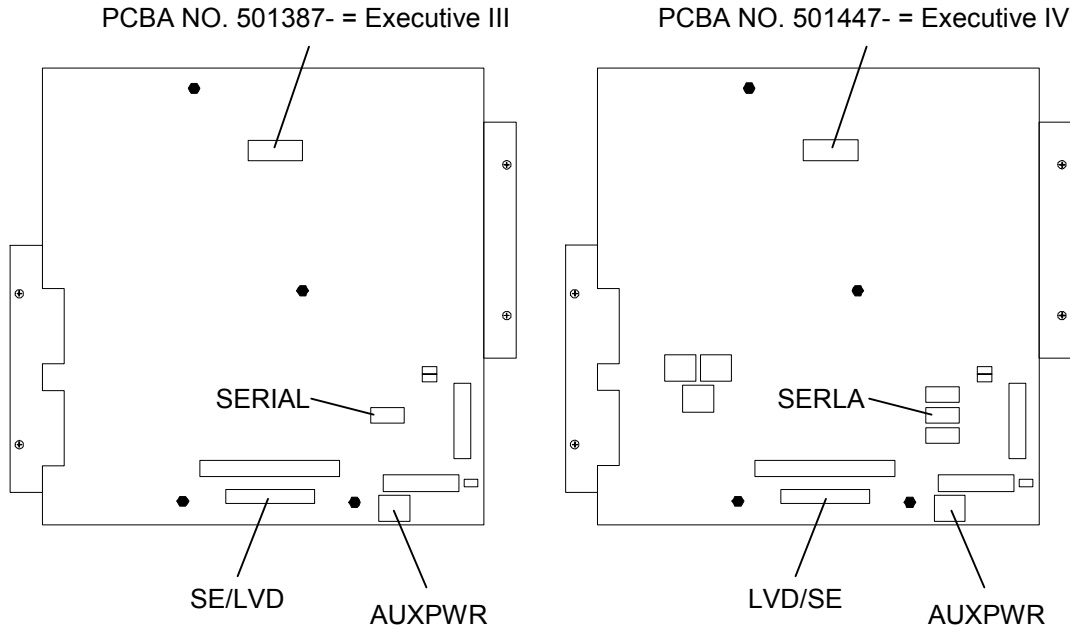 PCBA NO. 501387- = Executive III
PCBA NO. 501447- = Executive IV
SERIAL
SERLA
SE/LVD
AUXPWR
LVD/SE
AUXPWR